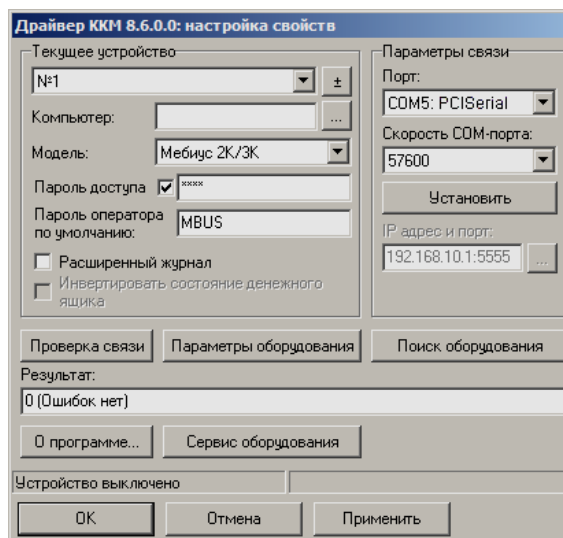 Драйвер ККМ 8.6.0.0: настройка свойств
Текущее устройство
№1
±
Компьютер:
...
Модель:
Мебиус 2K/3K
Пароль доступа
****
Пароль оператора
по умолчанию:
MBUS
Расширенный журнал
Инвертировать состояние денежного
ящика
Параметры связи
Порт:
COM5: PCISerial
Скорость COM-порта:
57600
Установить
IP адрес и порт:
192.168.10.1:5555
...
Проверка связи
Параметры оборудования
Поиск оборудования
Результат:
0 (Ошибок нет)
О программе...
Сервис оборудования
Устройство выключено
OK
Отмена
Применить